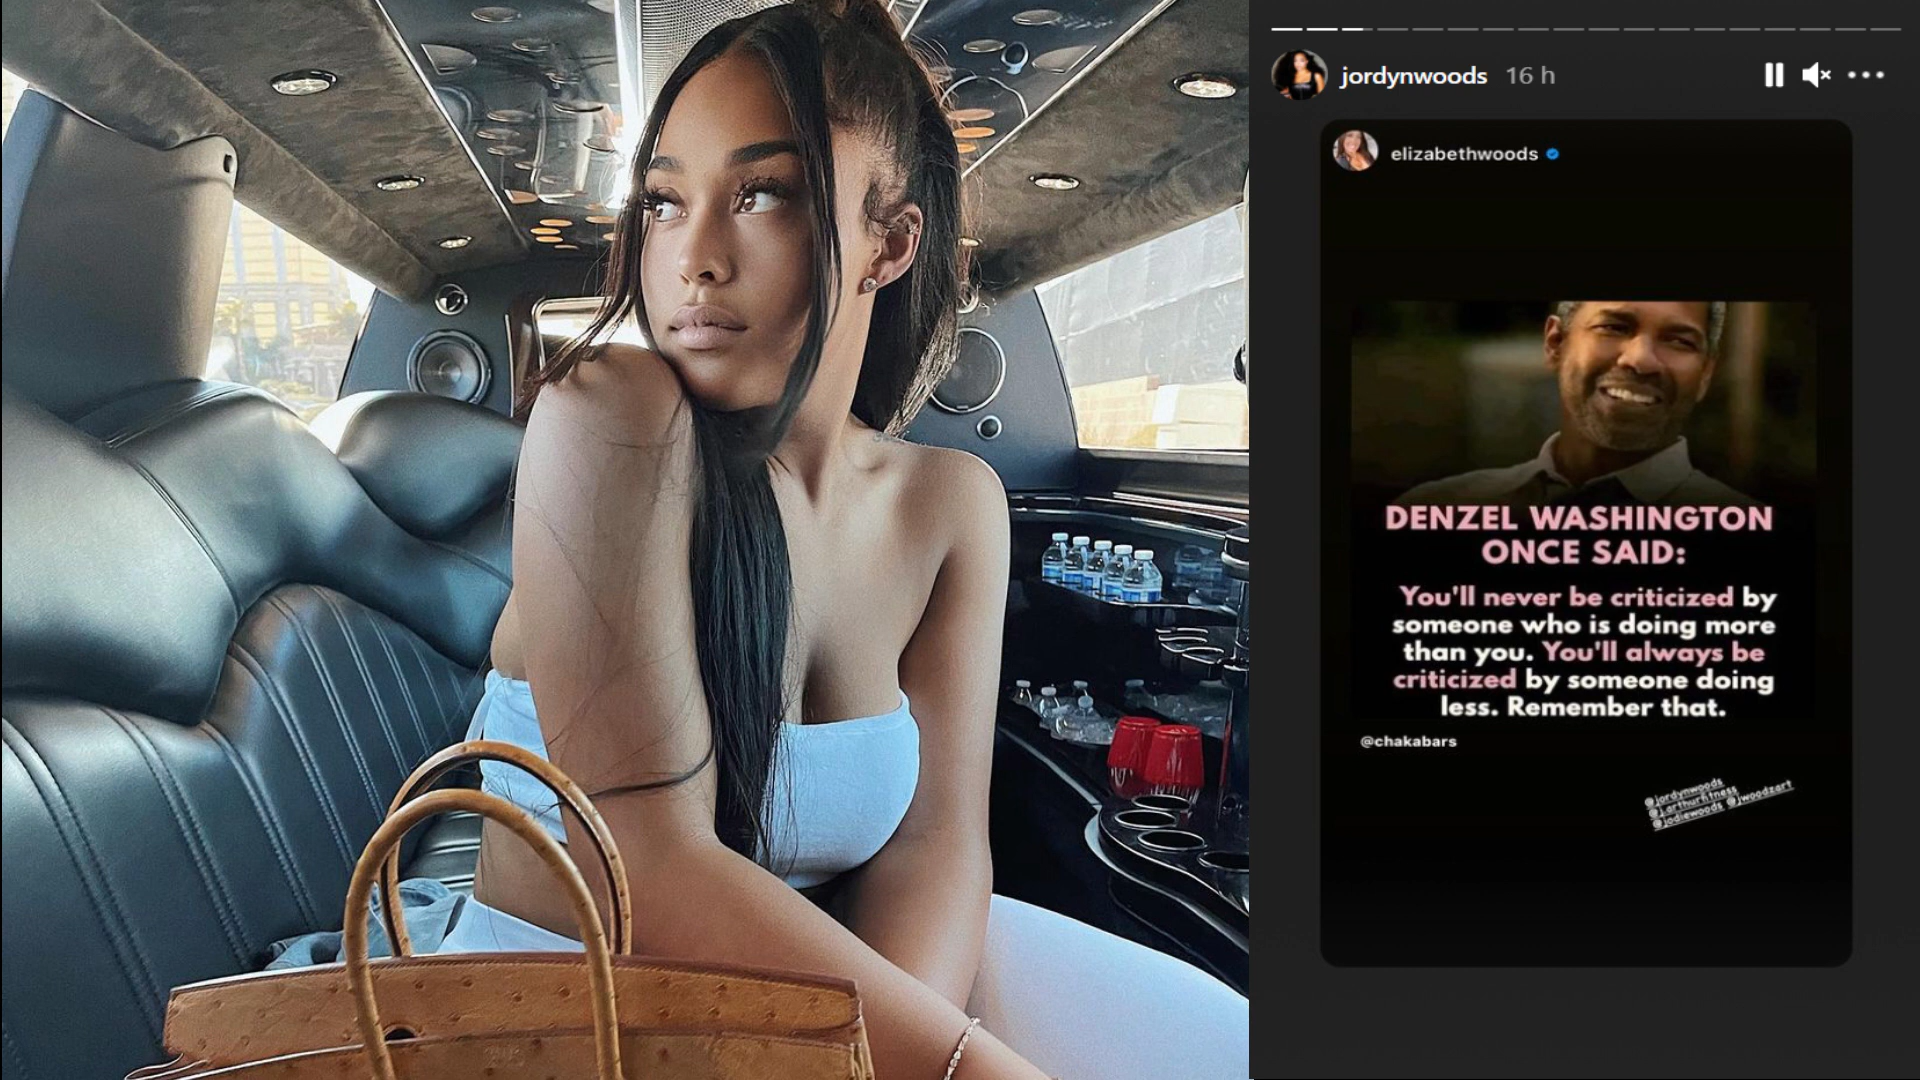 jordynwoods 16 h
elizabethwoods
DENZEL WASHINGTON
ONCE SAID:
You'll never be criticized by
someone who is doing more
than you. You'll always be
criticized by someone doing
less. Remember that.
@chakabars
@jordynwoods
@j.arthurfitness
@jodiewoods @jwoodzart